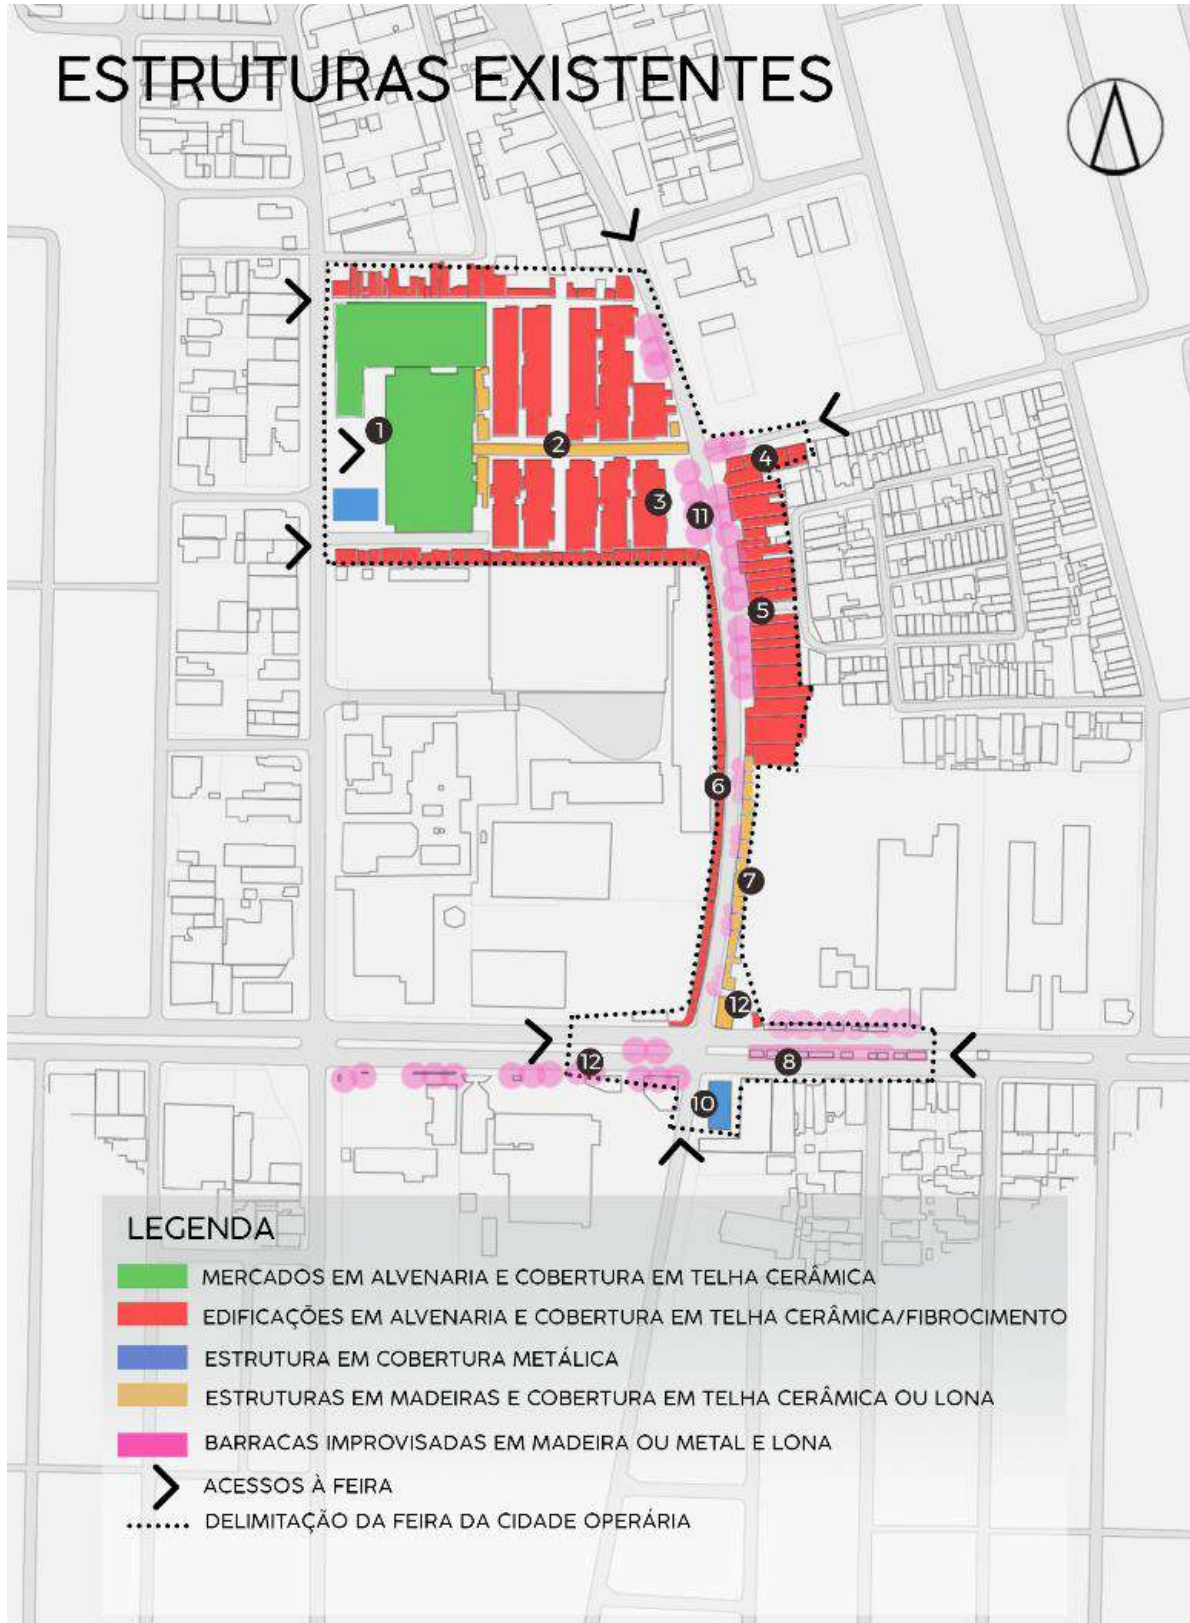 ESTRUTURAS EXISTENTES
1
2
3
4
11
5
6
7
12
12
8
10
LEGENDA
MERCADOS EM ALVENARIA E COBERTURA EM TELHA CERÂMICA
EDIFICAÇÕES EM ALVENARIA E COBERTURA EM TELHA CERÂMICA/FIBROCIMENTO
ESTRUTURA EM COBERTURA METÁLICA
ESTRUTURAS EM MADEIRAS E COBERTURA EM TELHA CERÂMICA OU LONA
BARRACAS IMPROVISADAS EM MADEIRA OU METAL E LONA
ACESSOS À FEIRA
DELIMITAÇÃO DA FEIRA DA CIDADE OPERÁRIA